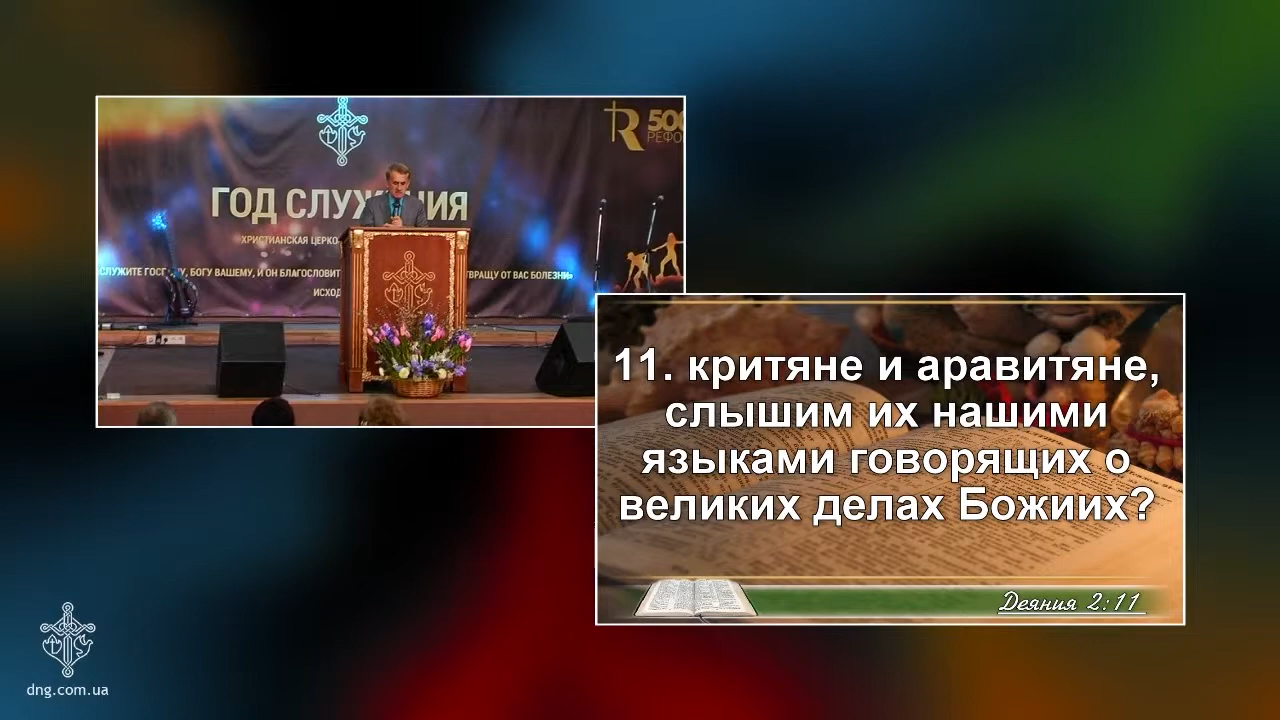 500
РЕФО
ГОД СЛУЖ ИЯ
ХРИСТИАНСКАЯ ЦЕРКО
СЛУЖИТЕ ГОСПОДУ, БОГУ ВАШЕМУ, И ОН БЛАГОСЛОВИТ ТВРАЩУ ОТ ВАС БОЛЕЗНИ»
ИСХОД
11. критяне и аравитяне,
слышим их нашими
языками говорящих о
великих делах Божиих?
Деяния 2:11
dng.com.ua